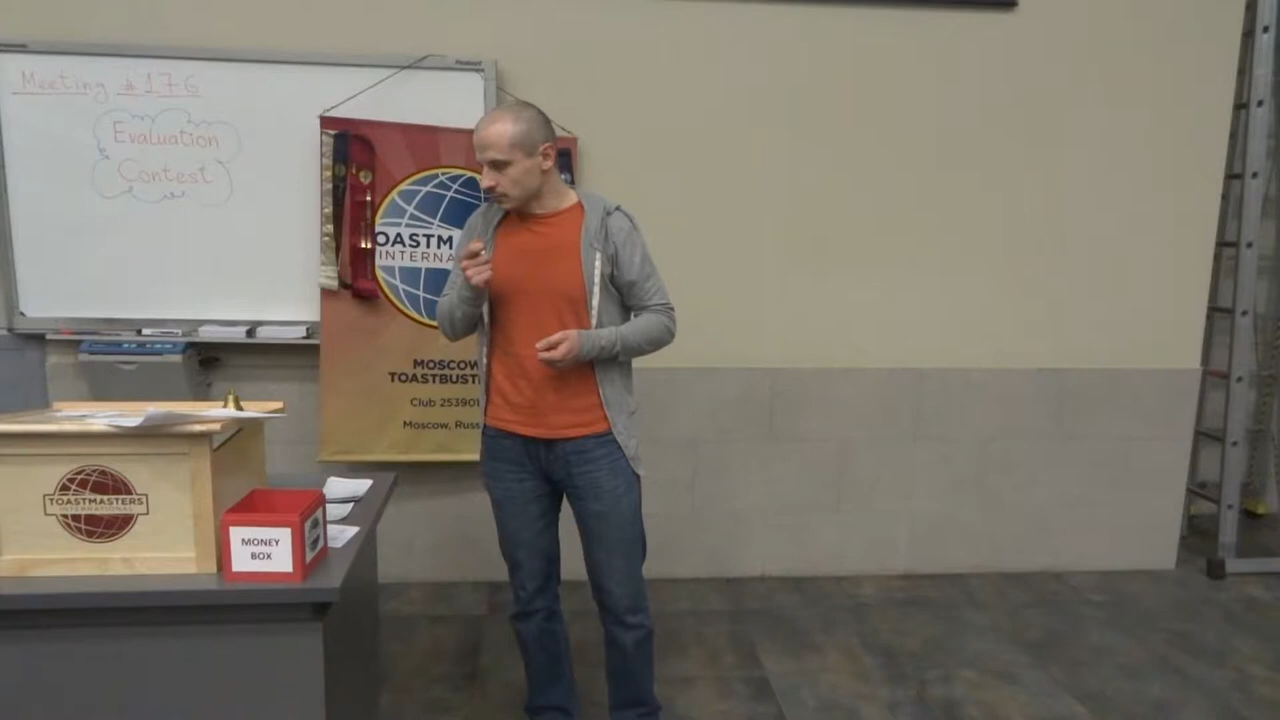 Meeting #176
Evaluation
Contest
OASTM
INTERNA
MOSCOW
TOASTBUST
Club 253901
Moscow, Russ
TOASTMASTERS
INTERNATIONAL
MONEY
BOX